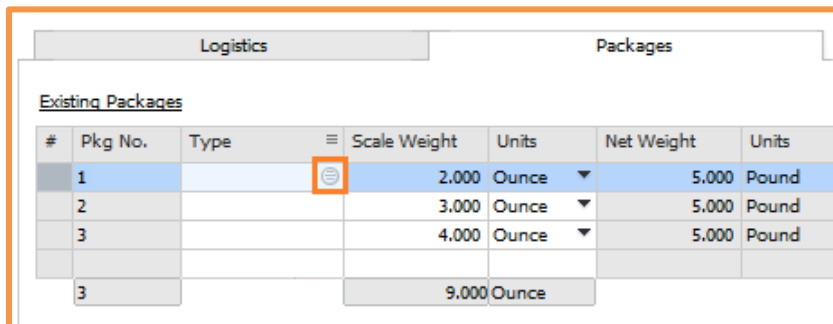 Logistics Packages
Existing Packages
# Pkg No. Type Scale Weight Units Net Weight Units
1 2.000 Ounce 5.000 Pound
2 3.000 Ounce 5.000 Pound
3 4.000 Ounce 5.000 Pound
3 9.000 Ounce